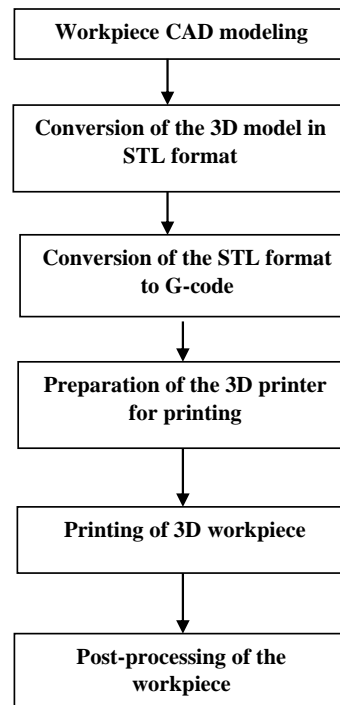 Workpiece CAD modeling
Conversion of the 3D model in
STL format
Conversion of the STL format
to G-code
Preparation of the 3D printer
for printing
Printing of 3D workpiece
Post-processing of the
workpiece